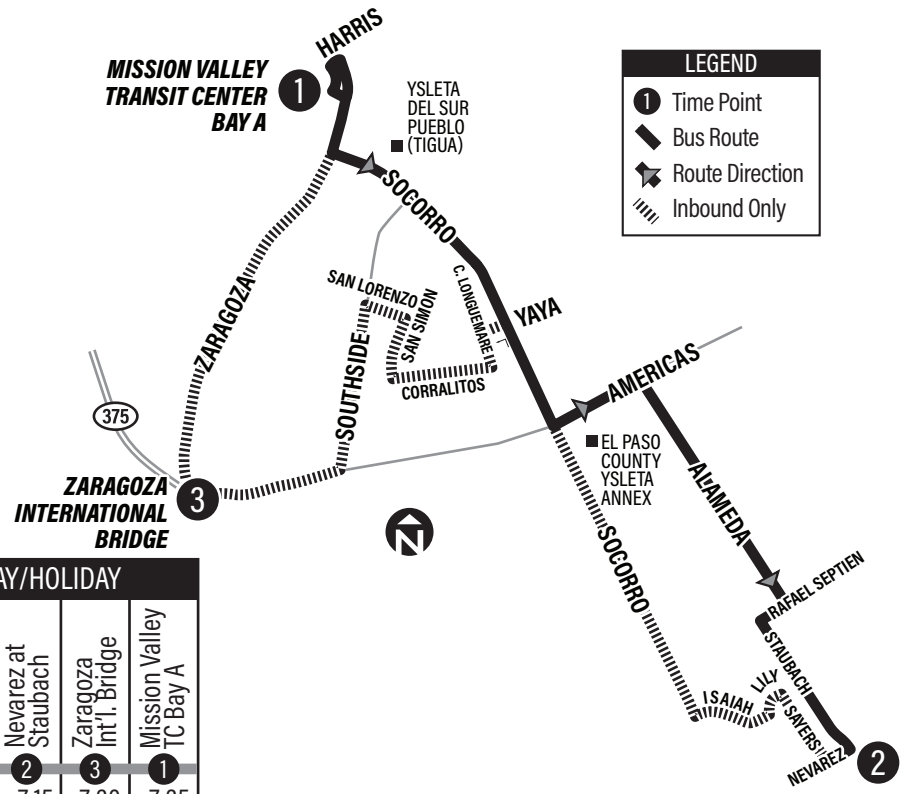 HARRIS
MISSION VALLEY
TRANSIT CENTER
BAY A
1
YSLETA
DEL SUR
PUEBLO
(TIGUA)
LEGEND
1 Time Point
Bus Route
Route Direction
Inbound Only
SOCORRO
ZARAGOZA
SAN LORENZO
SAN SIMON
C. LONGUEMARE
YAYA
SOUTHSIDE
CORRALITOS
AMERICAS
375
EL PASO
COUNTY
YSLETA
ANNEX
ALAMEDA
ZARAGOZA
INTERNATIONAL
BRIDGE
3
N
SOCORRO
RAFAEL SEPTIEN
STAUBACH
LILY
ISAIAH
SAYERS
NEVAREZ
2
AY/HOLIDAY
Nevarez at
Staubach
Zaragoza
Int'l. Bridge
Mission Valley
TC Bay A
2 3 1